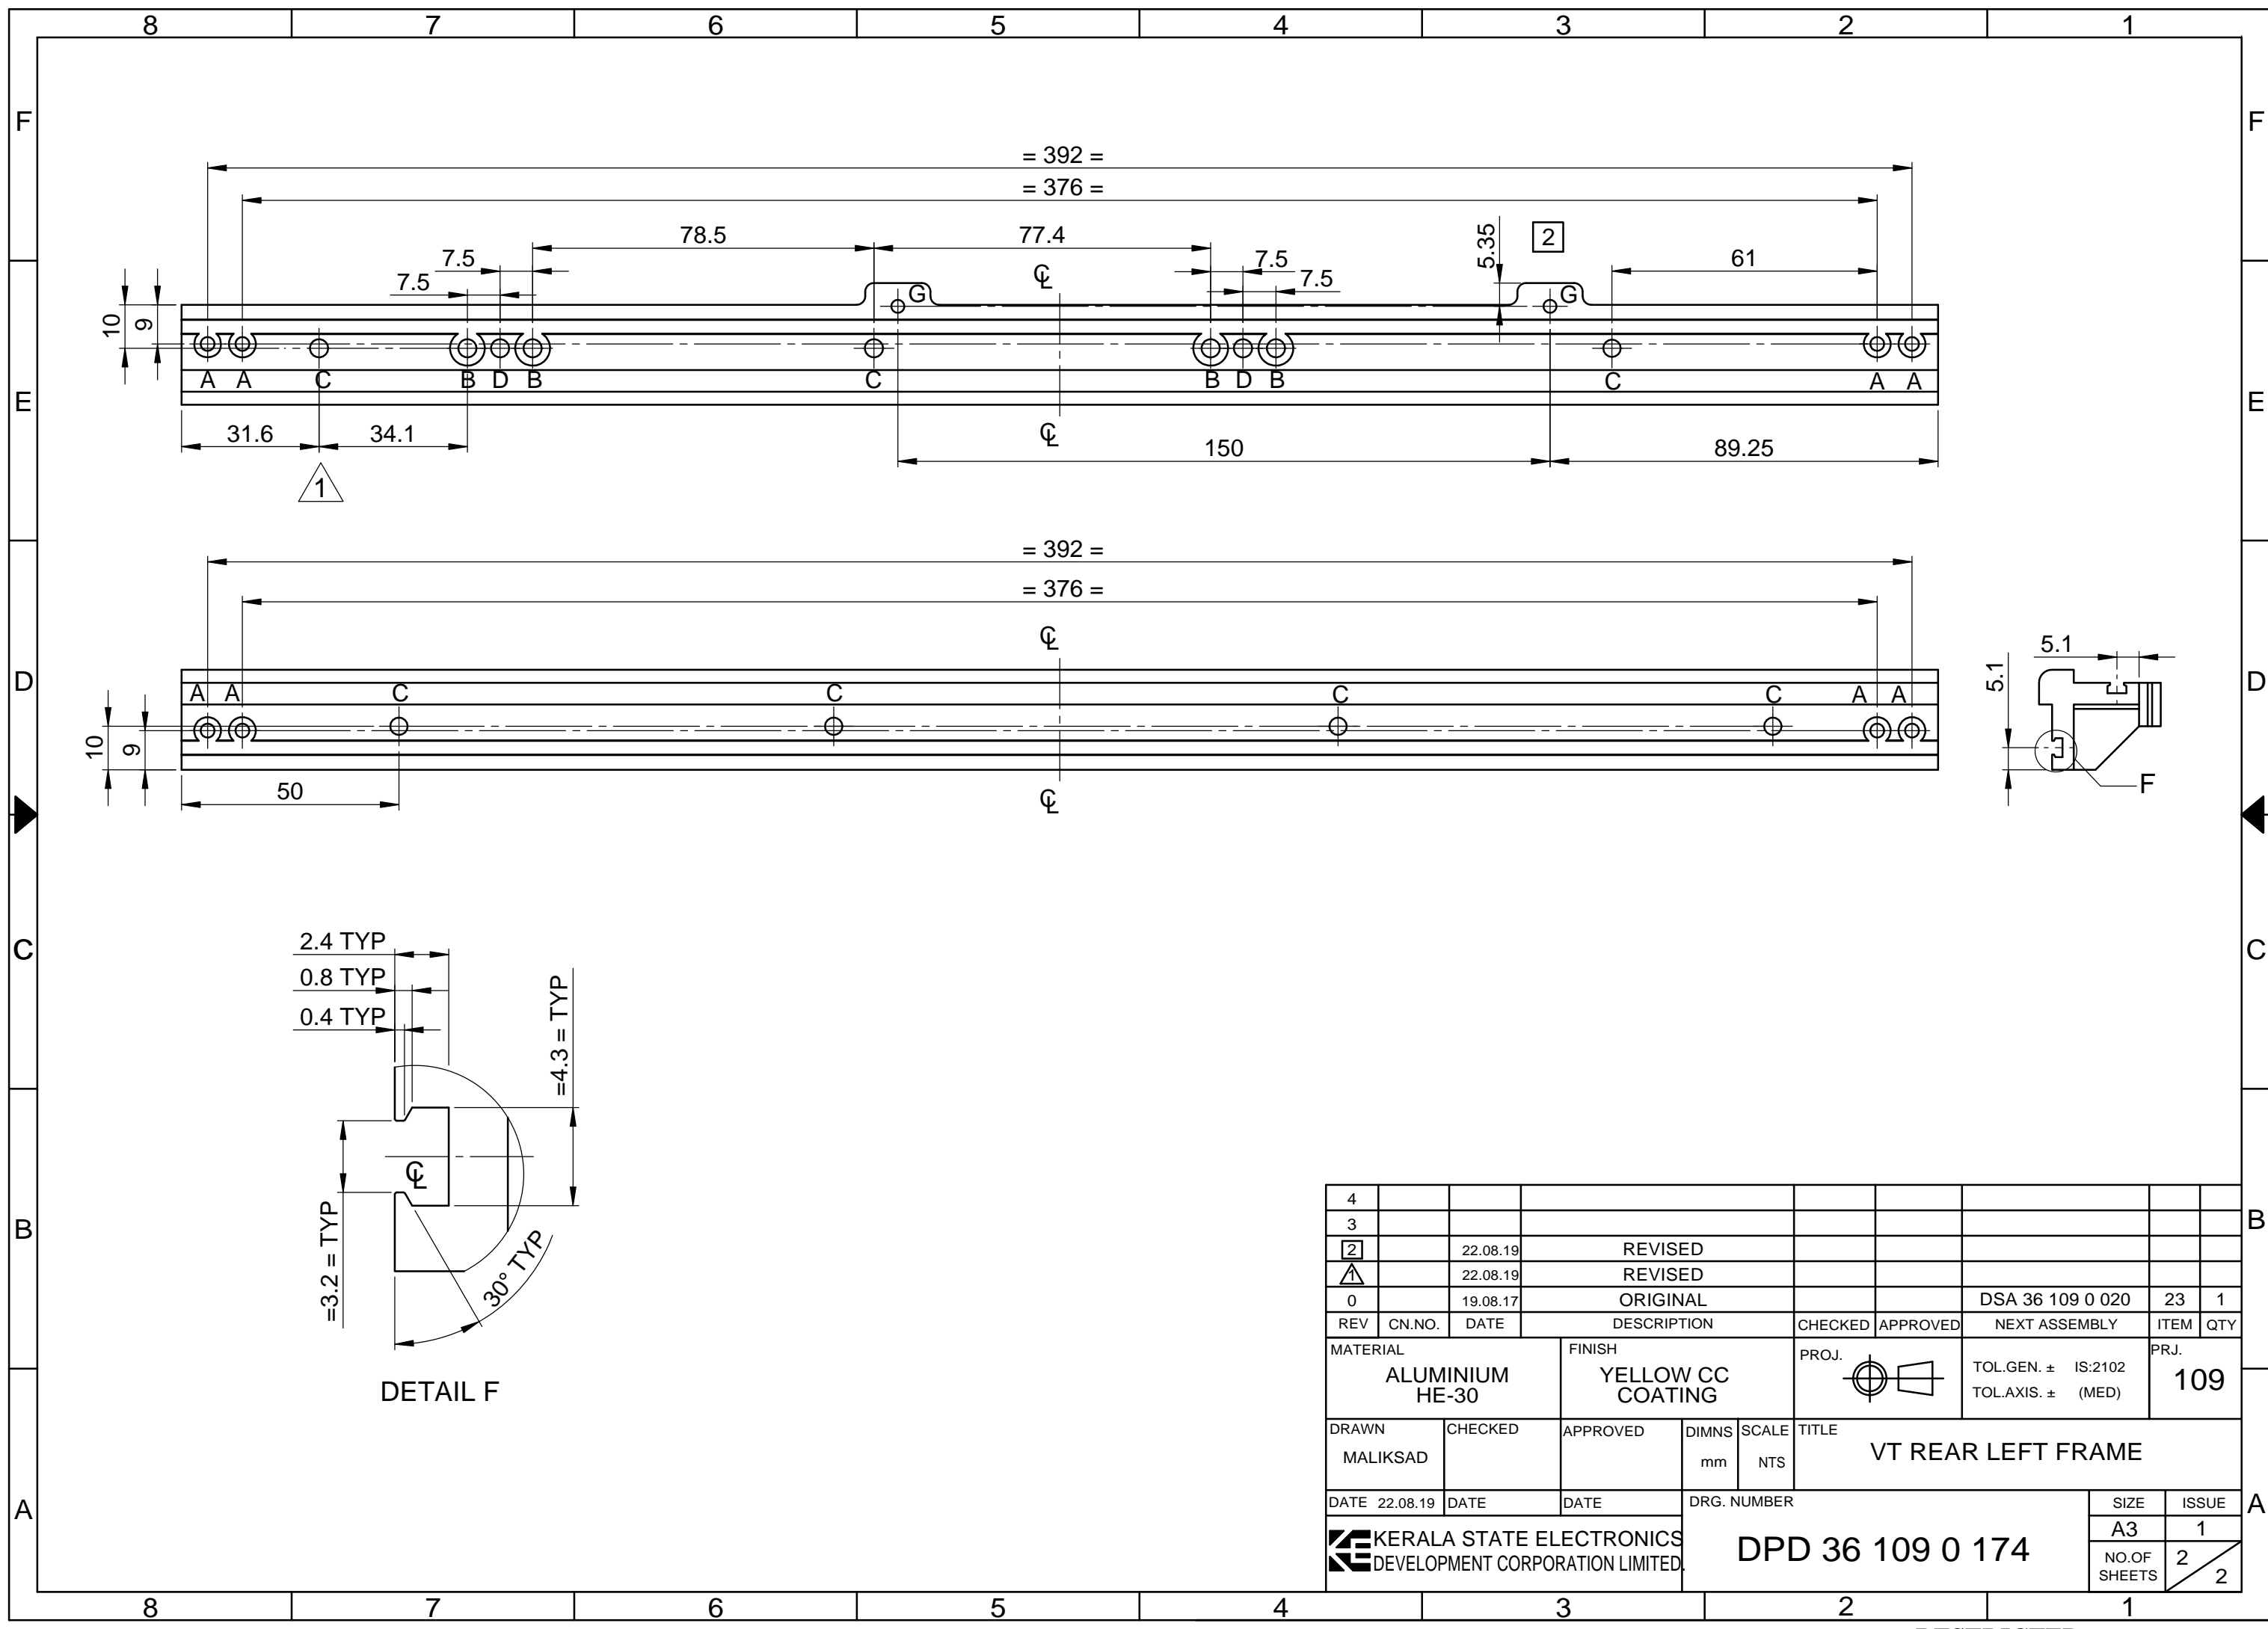 8 7 6 5 4 3 2 1
F F
= 392 =
= 376 =
78.5 77.4 5.35 2
7.5 7.5 61
7.5 ℄ 7.5
G G
10 9
A A C B D B C B D B C A A
31.6 34.1 ℄ 150 89.25
E E
1
= 392 =
= 376 =
℄
5.1
5.1
D D
A A C C C C A A
10 9
50 ℄
F
2.4 TYP
0.8 TYP
0.4 TYP
=4.3 = TYP
C C
℄
=3.2 = TYP
30° TYP
DETAIL F
B B
4
3
2 22.08.19 REVISED
1 22.08.19 REVISED
0 19.08.17 ORIGINAL DSA 36 109 0 020 23 1
REV CN.NO. DATE DESCRIPTION CHECKED APPROVED NEXT ASSEMBLY ITEM QTY
MATERIAL FINISH PROJ. PRJ.
ALUMINIUM YELLOW CC TOL.GEN. ± IS:2102
HE-30 COATING TOL.AXIS. ± (MED) 109
DRAWN CHECKED APPROVED DIMNS SCALE TITLE
MALIKSAD mm NTS VT REAR LEFT FRAME
DATE 22.08.19 DATE DATE DRG. NUMBER SIZE ISSUE
A A
KERALA STATE ELECTRONICS DPD 36 109 0 174 A3 1
DEVELOPMENT CORPORATION LIMITED. NO.OF 2
SHEETS 2
8 7 6 5 4 3 2 1